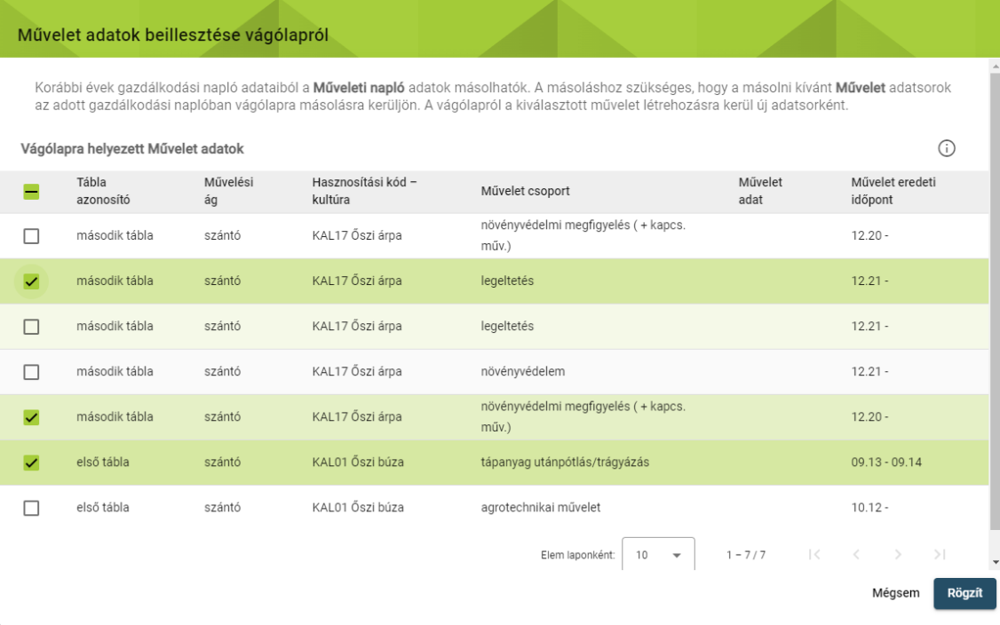 Művelet adatok beillesztése vágólapról
Korábbi évek gazdálkodási napló adataiból a Műveleti napló adatok másolhatók. A másoláshoz szükséges, hogy a másolni kívánt Művelet adatsorok
az adott gazdálkodási naplóban vágólapra másolásra kerüljön. A vágólapról a kiválasztott művelet létrehozásra kerül új adatsorként.
Vágólapra helyezett Művelet adatok
Tábla azonosító Művelési ág Hasznosítási kód – kultúra Művelet csoport Művelet adat Művelet eredeti időpont
második tábla szántó KAL17 Őszi árpa növényvédelmi megfigyelés ( + kapcs. műv.) 12.20 -
második tábla szántó KAL17 Őszi árpa legeltetés 12.21 -
második tábla szántó KAL17 Őszi árpa legeltetés 12.21 -
második tábla szántó KAL17 Őszi árpa növényvédelem 12.21 -
második tábla szántó KAL17 Őszi árpa növényvédelmi megfigyelés ( + kapcs. műv.) 12.20 -
első tábla szántó KAL01 Őszi búza tápanyag utánpótlás/trágyázás 09.13 - 09.14
első tábla szántó KAL01 Őszi búza agrotechnikai művelet 10.12 -
Elem laponként: 10 1 – 7 / 7
Mégsem Rögzít